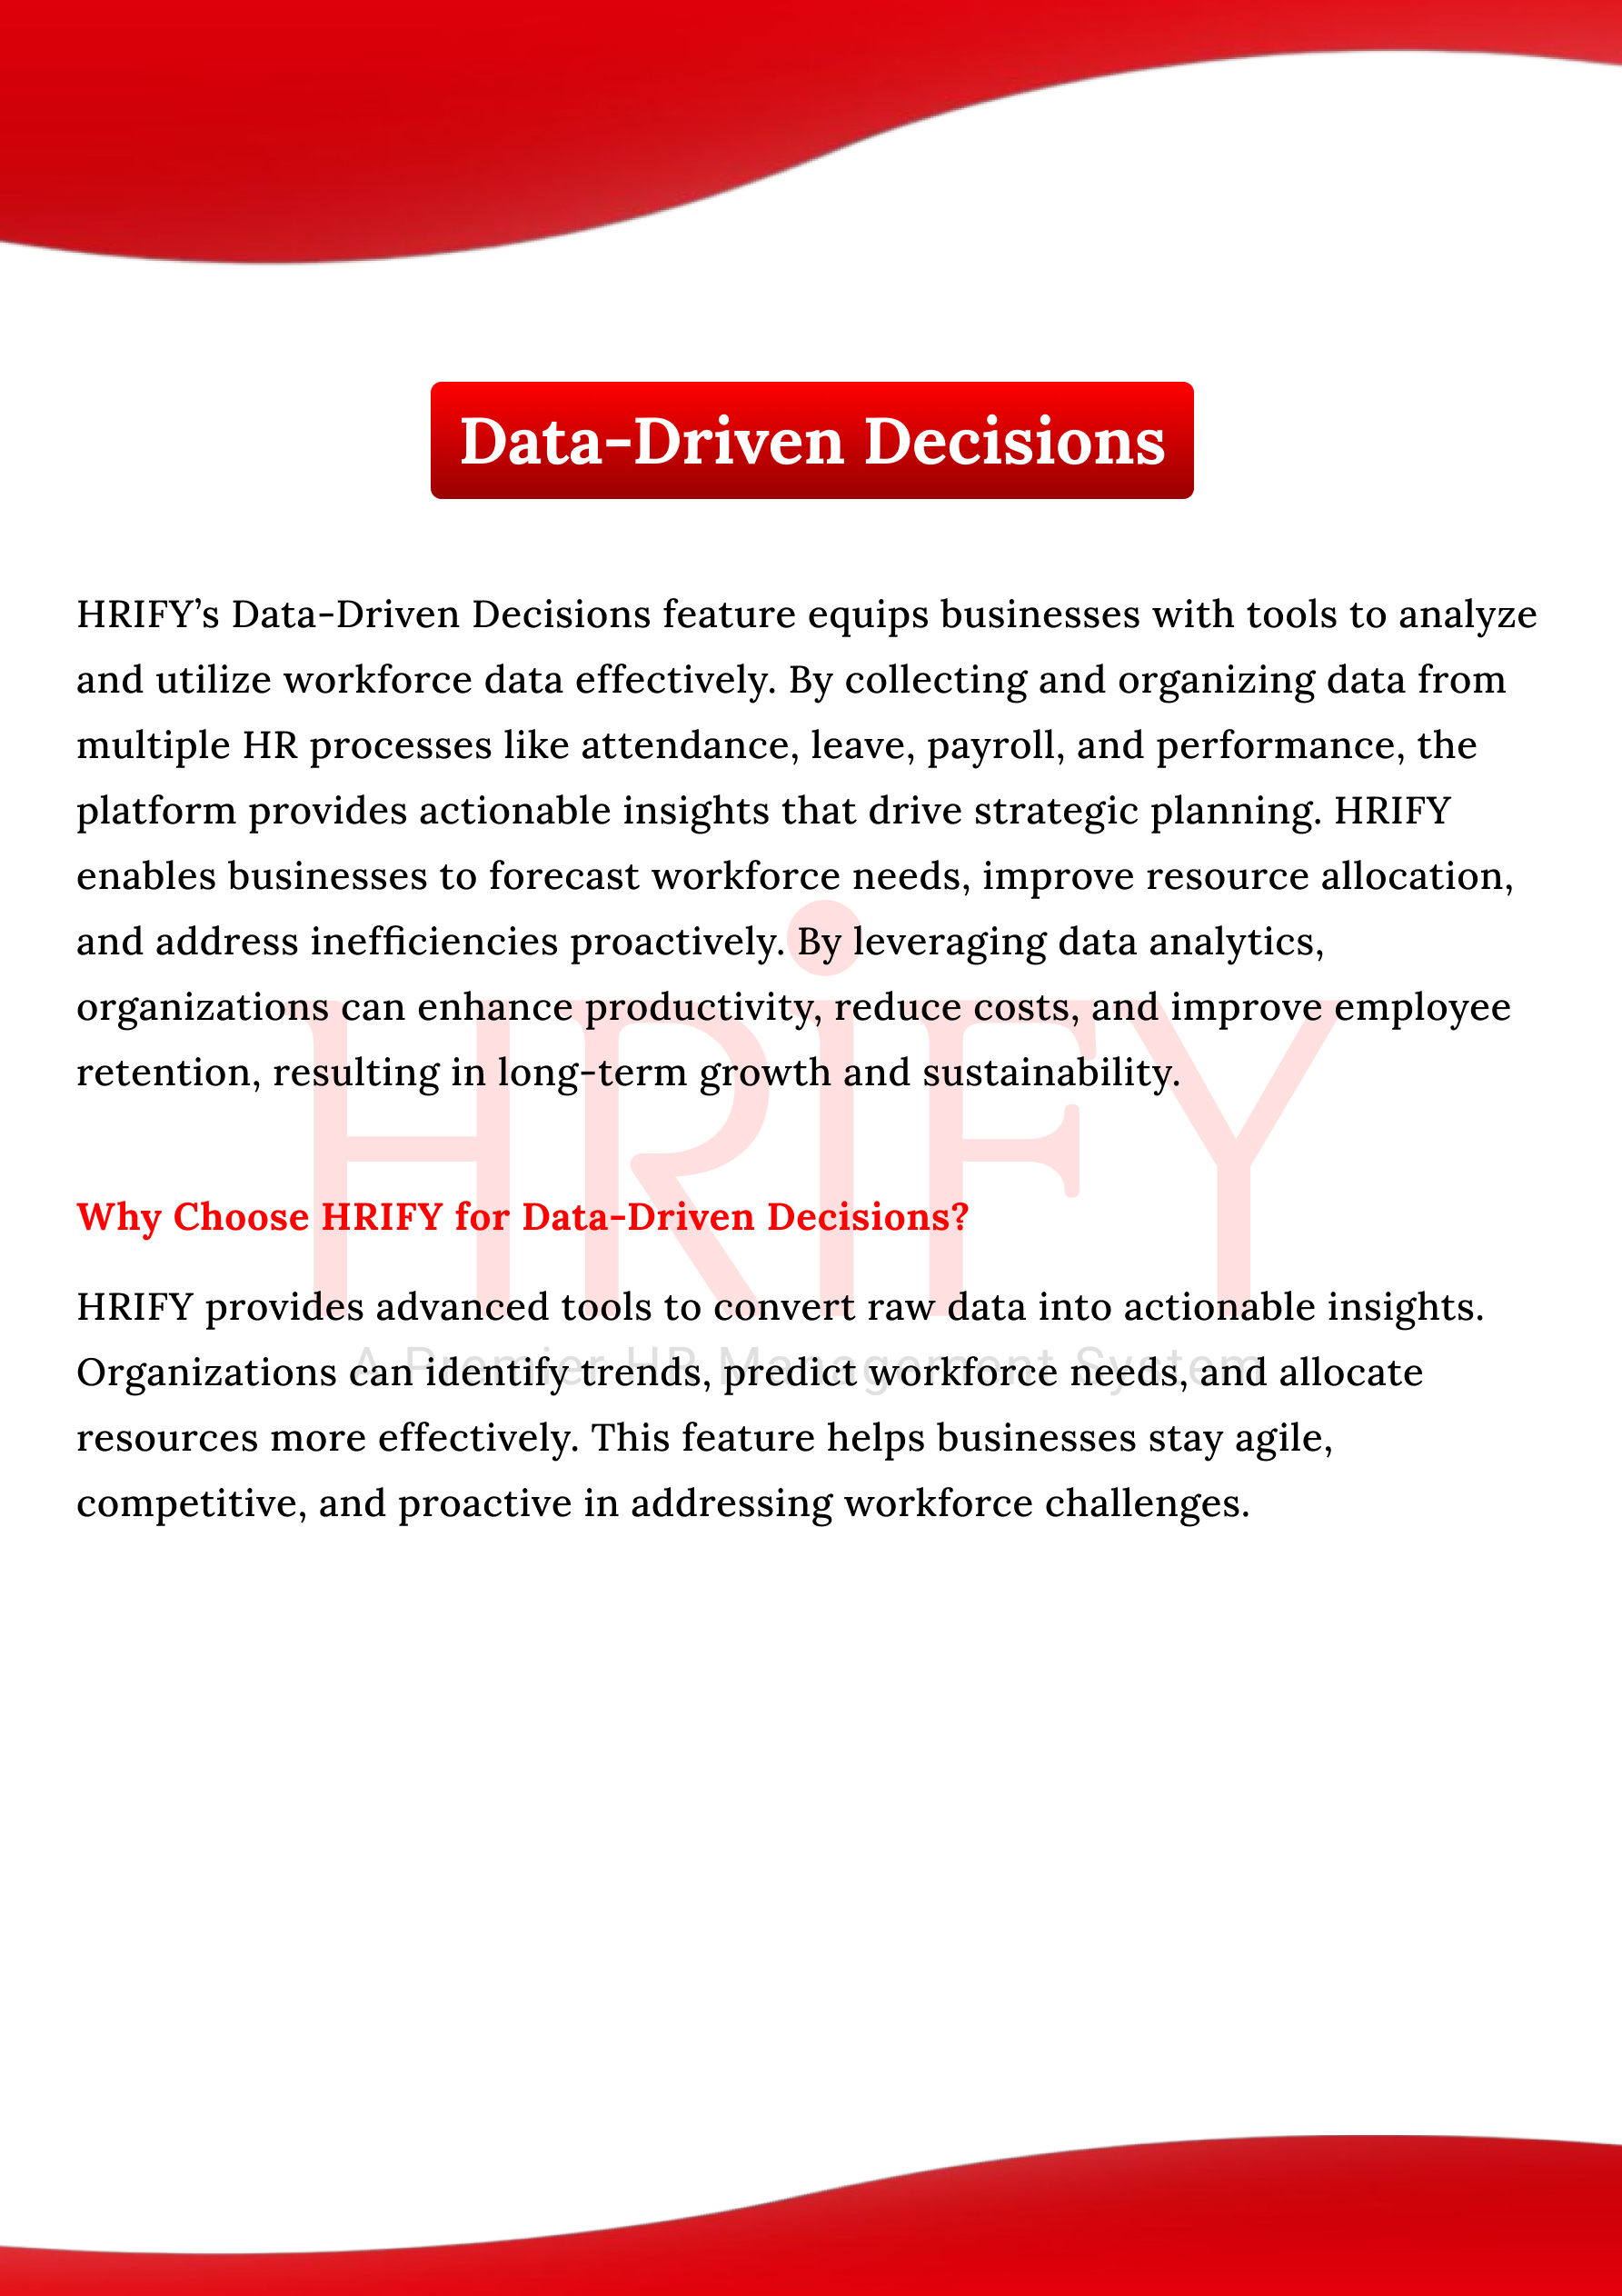 Data-Driven Decisions
HRIFY’s Data-Driven Decisions feature equips businesses with tools to analyze
and utilize workforce data effectively. By collecting and organizing data from
multiple HR processes like attendance, leave, payroll, and performance, the
platform provides actionable insights that drive strategic planning. HRIFY
enables businesses to forecast workforce needs, improve resource allocation,
and address inefficiencies proactively. By leveraging data analytics,
organizations can enhance productivity, reduce costs, and improve employee
retention, resulting in long-term growth and sustainability.
HRiFY
Why Choose HRIFY for Data-Driven Decisions?
HRIFY provides advanced tools to convert raw data into actionable insights.
A Premier HR Management System
Organizations can identify trends, predict workforce needs, and allocate
resources more effectively. This feature helps businesses stay agile,
competitive, and proactive in addressing workforce challenges.